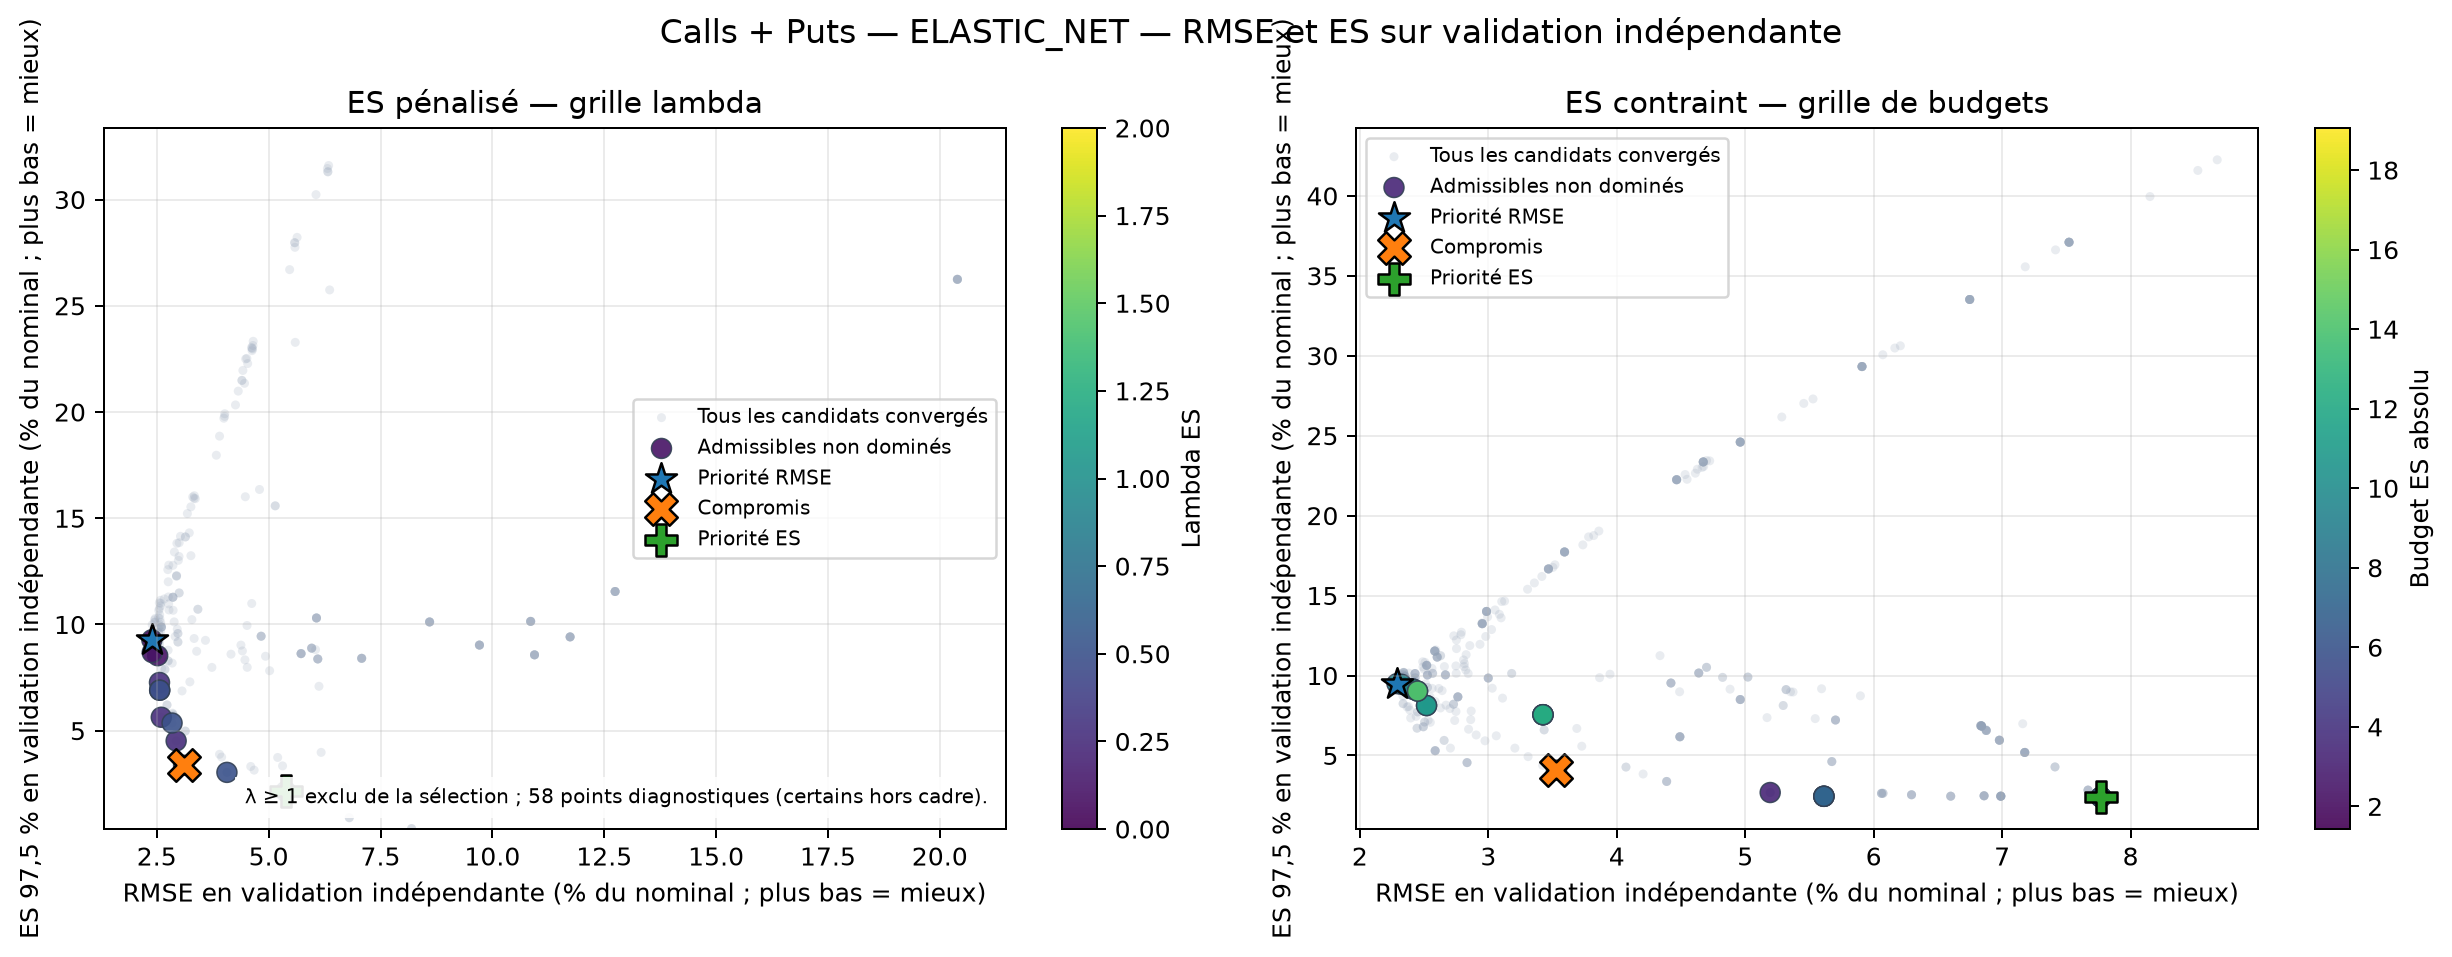 Calls + Puts — ELASTIC_NET — RMSE et ES sur validation indépendante
ES pénalisé — grille lambda
ES 97,5 % en validation indépendante (% du nominal ; plus bas = mieux)
30
25
20
15
10
5
2.5
5.0
7.5
10.0
12.5
15.0
17.5
20.0
RMSE en validation indépendante (% du nominal ; plus bas = mieux)
Tous les candidats convergés
Admissibles non dominés
Priorité RMSE
Compromis
Priorité ES
λ ≥ 1 exclu de la sélection ; 58 points diagnostiques (certains hors cadre).
2.00
1.75
1.50
1.25
1.00
0.75
0.50
0.25
0.00
Lambda ES
ES contraint — grille de budgets
ES 97,5 % en validation indépendante (% du nominal ; plus bas = mieux)
40
35
30
25
20
15
10
5
2
3
4
5
6
7
8
RMSE en validation indépendante (% du nominal ; plus bas = mieux)
Tous les candidats convergés
Admissibles non dominés
Priorité RMSE
Compromis
Priorité ES
18
16
14
12
10
8
6
4
2
Budget ES absolu